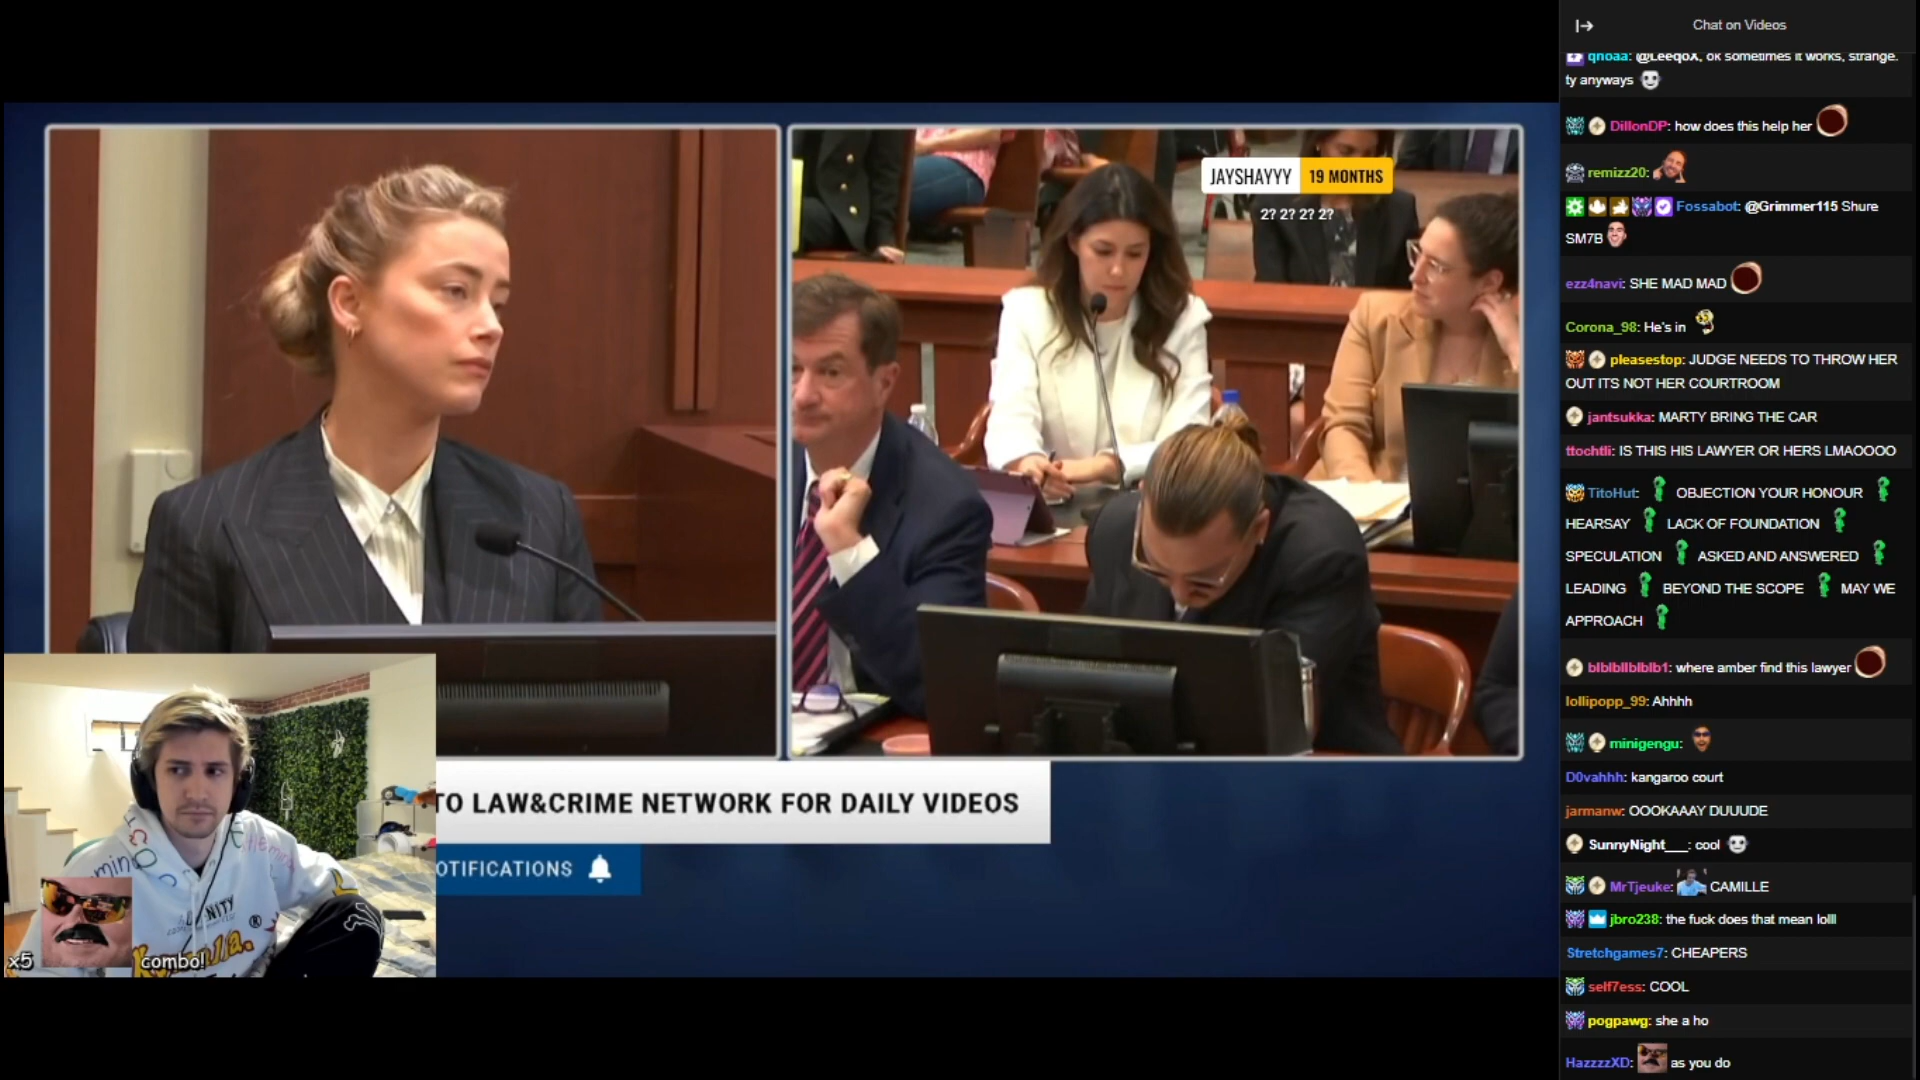 JAYSHAYYY 19 MONTHS
2? 2? 2? 2?
TO LAW&CRIME NETWORK FOR DAILY VIDEOS
OTIFICATIONS
x5 combo!
Chat on Videos
qhoaa: @LeeqoX, ok sometimes it works, strange.
ty anyways
DillonDP: how does this help her
remizz20:
Fossabot: @Grimmer115 Shure
SM7B
ezz4navi: SHE MAD MAD
Corona_98: He's in
pleasestop: JUDGE NEEDS TO THROW HER
OUT ITS NOT HER COURTROOM
jantsukka: MARTY BRING THE CAR
ttochtli: IS THIS HIS LAWYER OR HERS LMAOOOO
TitoHut: OBJECTION YOUR HONOUR
HEARSAY LACK OF FOUNDATION
SPECULATION ASKED AND ANSWERED
LEADING BEYOND THE SCOPE MAY WE
APPROACH
blblbllblblb1: where amber find this lawyer
lollipopp_99: Ahhhh
minigengu:
D0vahhh: kangaroo court
jarmanw: OOOKAAAY DUUUDE
SunnyNight___: cool
MrTjeuke: CAMILLE
jbro238: the fuck does that mean lolll
Stretchgames7: CHEAPERS
self7ess: COOL
pogpawg: she a ho
HazzzzXD: as you do